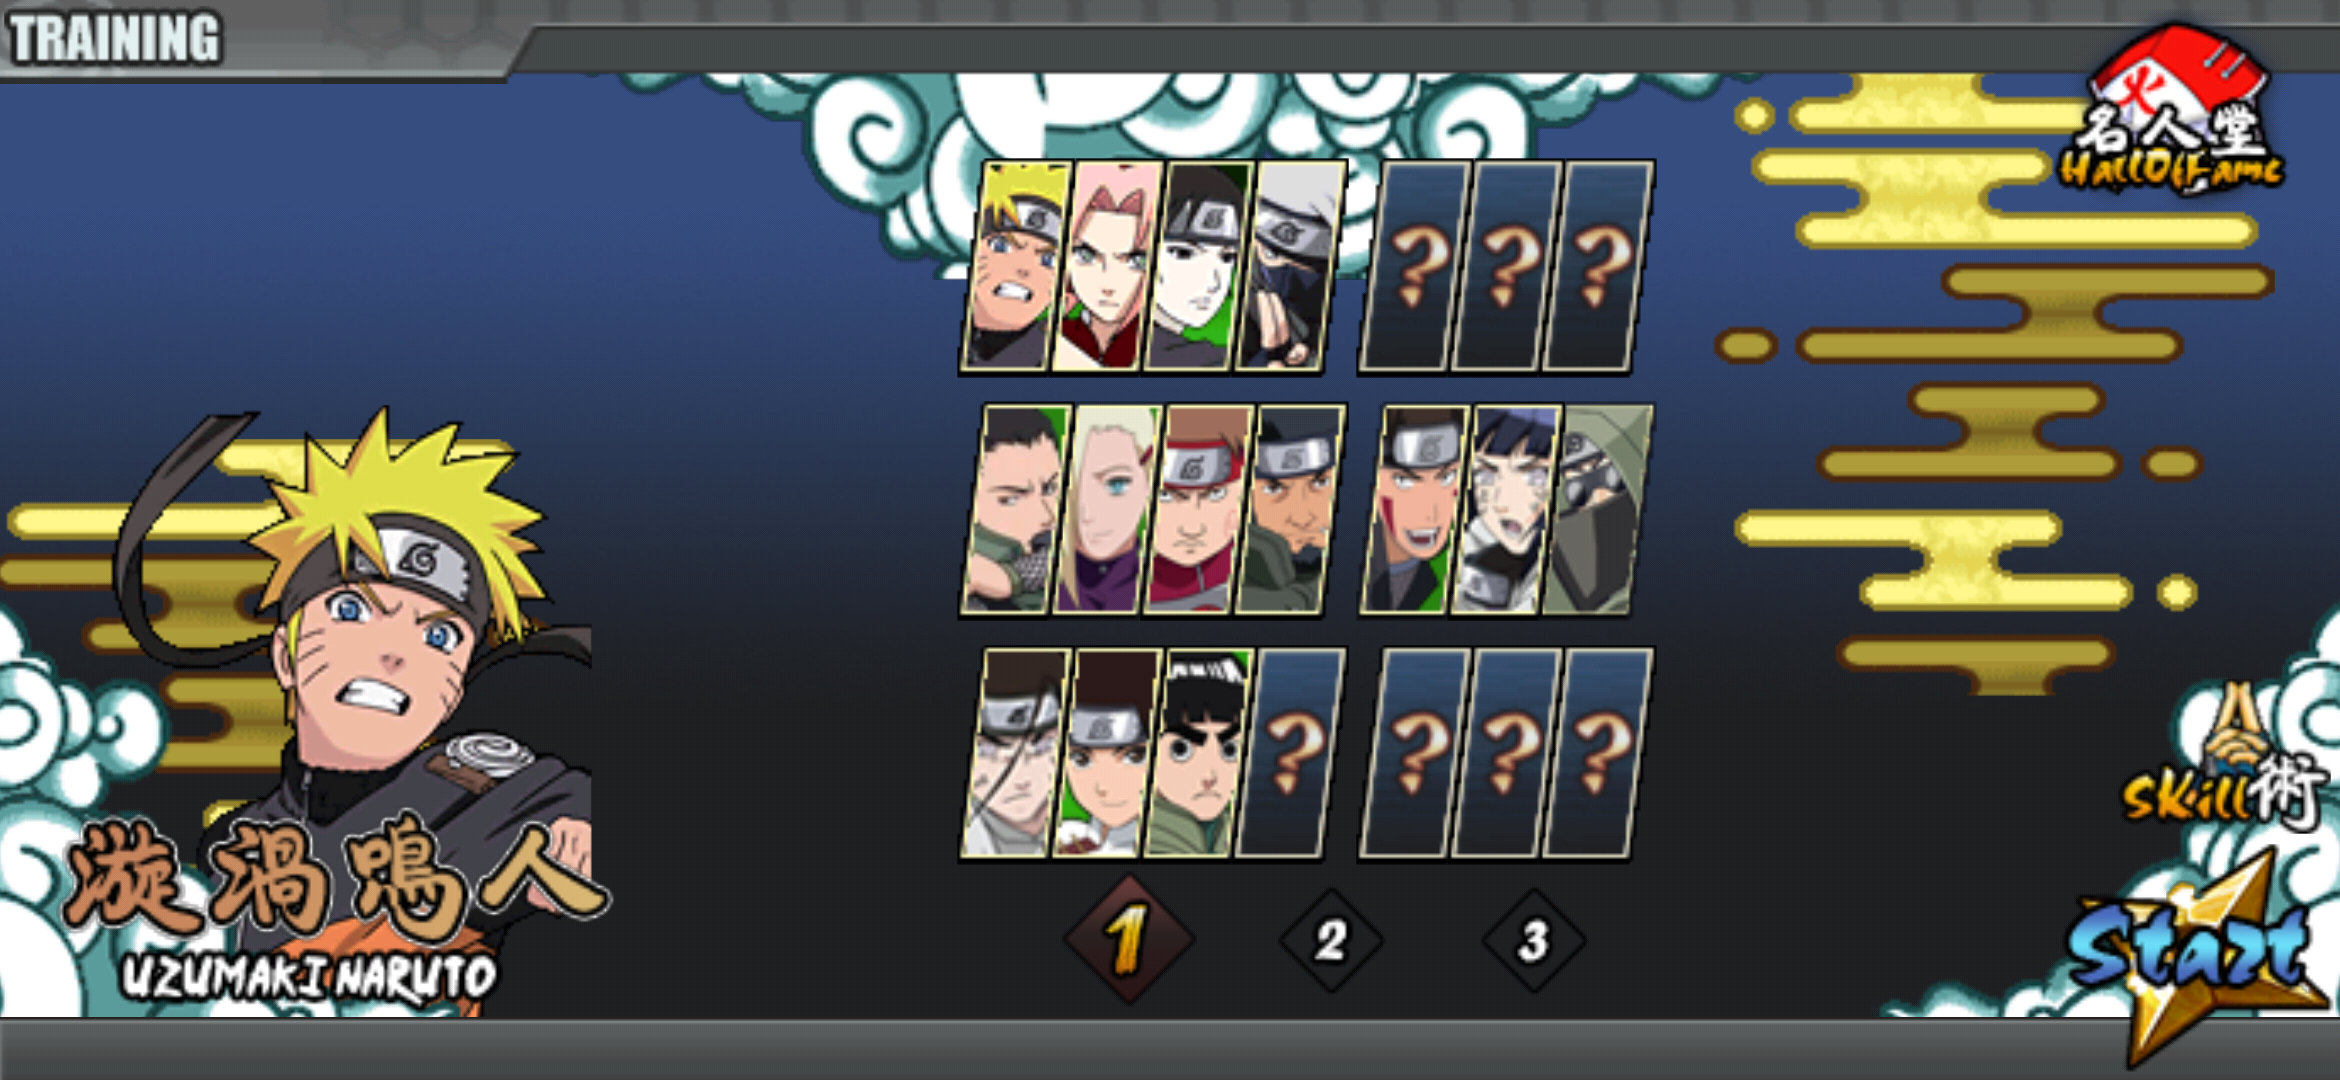 TRAINING
火
名人堂
HallOfFame
漩渦鳴人
UZUMAKI NARUTO
1
2
3
Skill術
Start